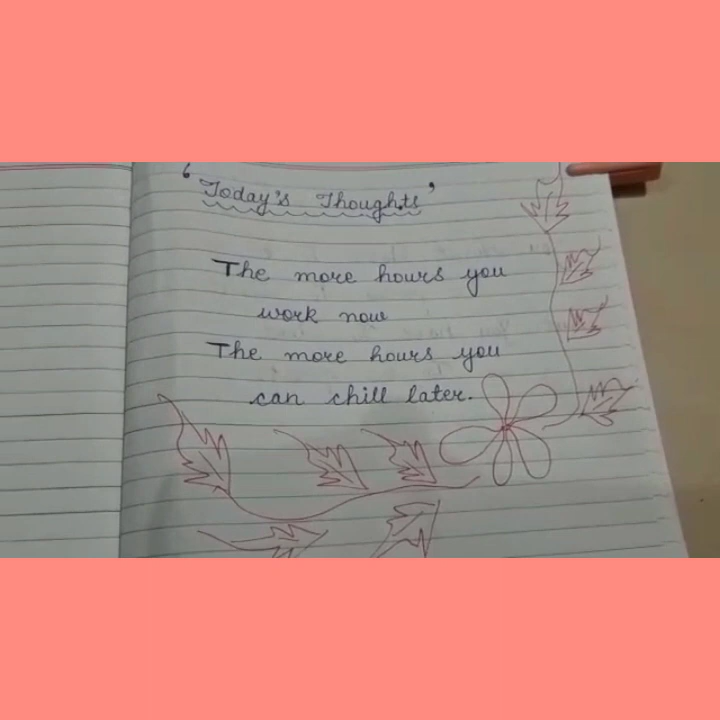 'Today's Thoughts'
The more hours you
work now
The more hours you
can chill later.